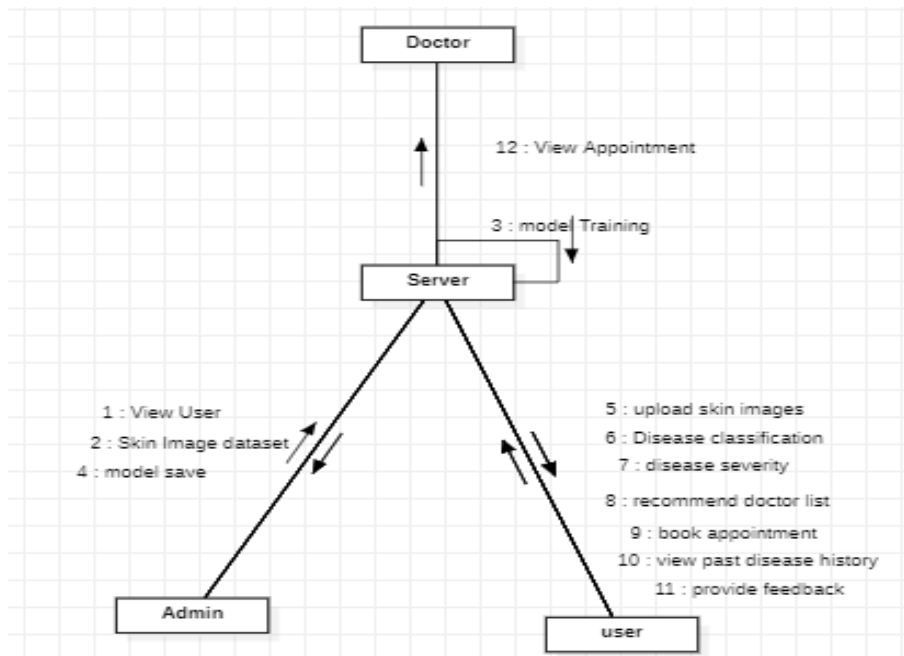 Doctor
12 : View Appointment
3 : model Training
Server
1 : View User
2 : Skin Image dataset
4 : model save
5 : upload skin images
6 : Disease classification
7 : disease severity
8 : recommend doctor list
9 : book appointment
10 : view past disease history
11 : provide feedback
Admin
user